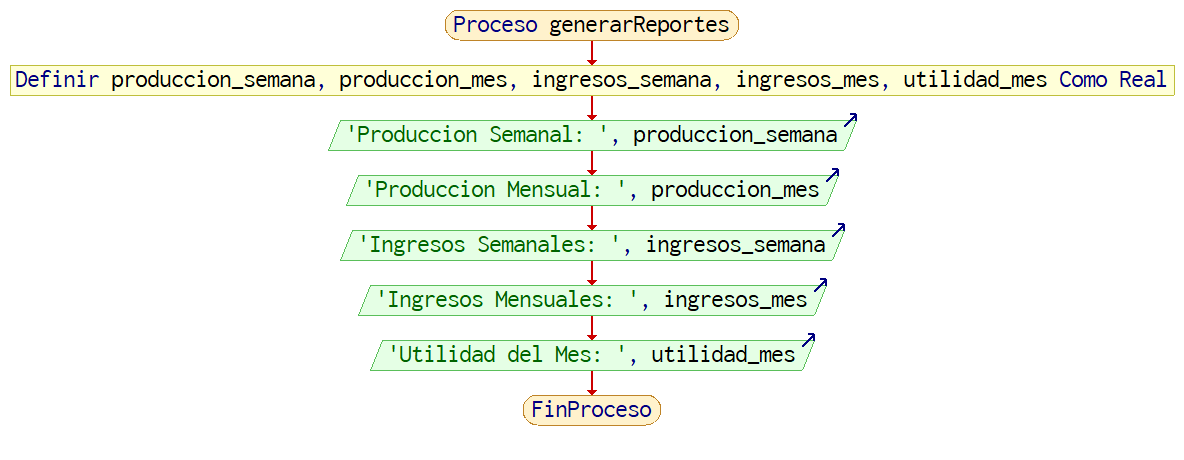 Proceso generarReportes
Definir produccion_semana, produccion_mes, ingresos_semana, ingresos_mes, utilidad_mes Como Real
'Produccion Semanal: ', produccion_semana
'Produccion Mensual: ', produccion_mes
'Ingresos Semanales: ', ingresos_semana
'Ingresos Mensuales: ', ingresos_mes
'Utilidad del Mes: ', utilidad_mes
FinProceso